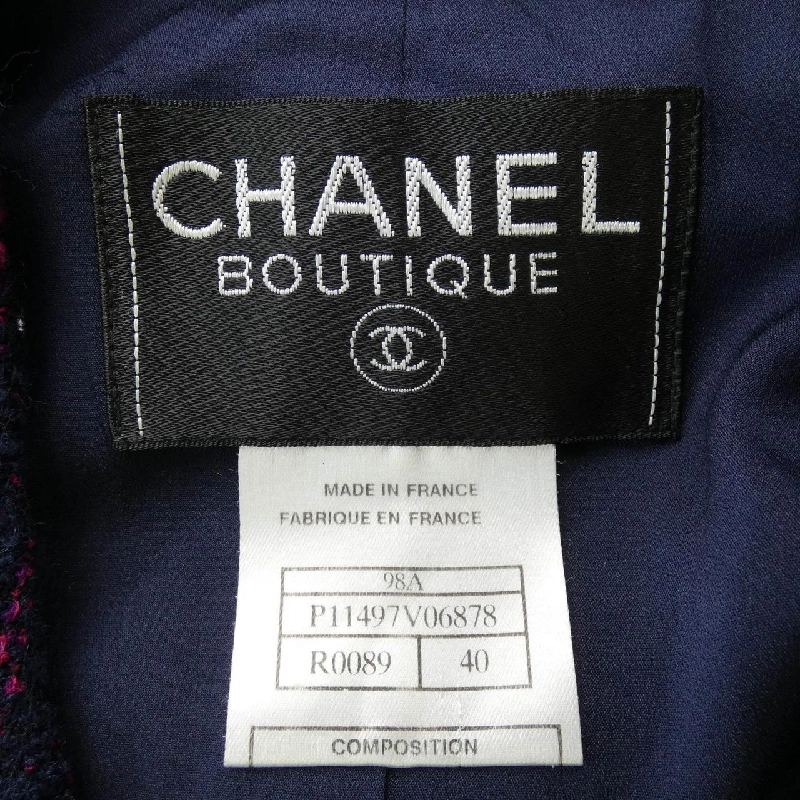 CHANEL
BOUTIQUE
MADE IN FRANCE
FABRIQUE EN FRANCE
98A
P11497V06878
R0089 40
COMPOSITION